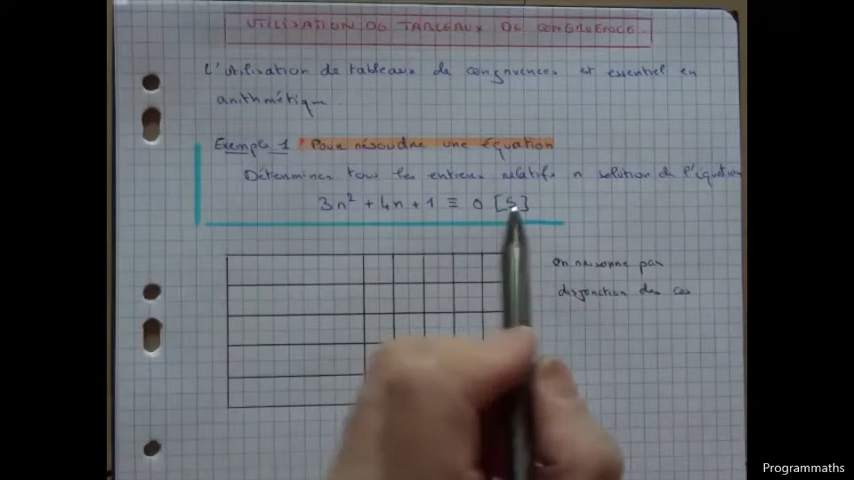 UTILISATION DE TABLEAUX DE CONGRUENCE
L'utilisation de tableaux de congruences et essentiel en
arithmétique.
Exemple 1 : Pour résoudre une équation
Déterminer tous les entiers relatifs n solution de l'équation
3n² + 4n + 1 ≡ 0 [5]
On raisonne par
disjonction des cas
Programmaths